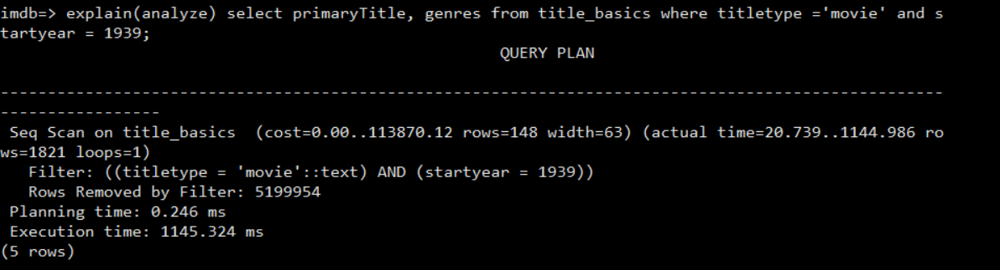 imdb=> explain(analyze) select primaryTitle, genres from title_basics where titletype ='movie' and s
tartyear = 1939;
QUERY PLAN
----------------------------------------------------------------------------------------------------
-----------------
Seq Scan on title_basics  (cost=0.00..113870.12 rows=148 width=63) (actual time=20.739..1144.986 ro
ws=1821 loops=1)
Filter: ((titletype = 'movie'::text) AND (startyear = 1939))
Rows Removed by Filter: 5199954
Planning time: 0.246 ms
Execution time: 1145.324 ms
(5 rows)